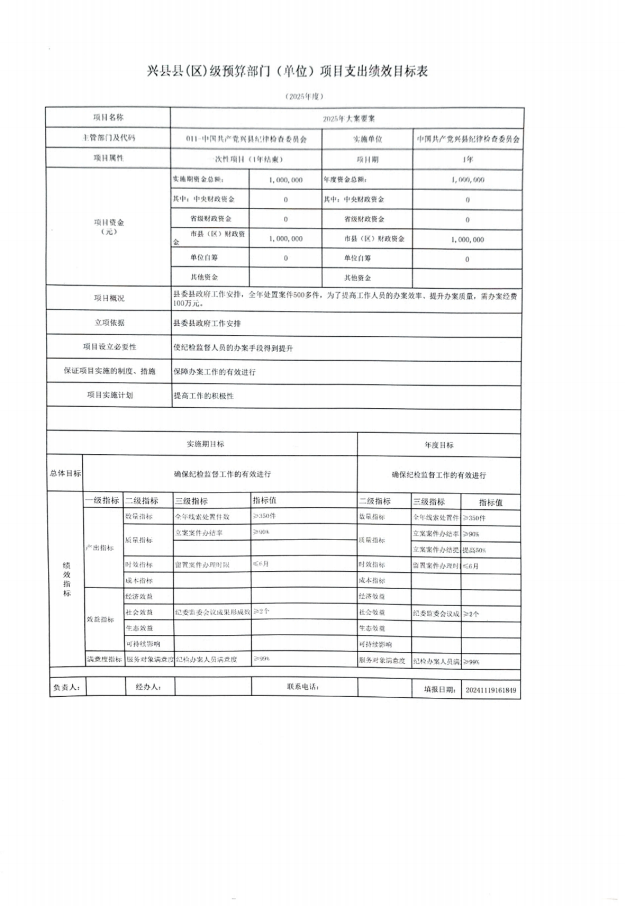 兴县县(区)级预算部门（单位）项目支出绩效目标表
（2025年度）
项目名称 2025年大案要案
主管部门及代码 011-中国共产党兴县纪律检查委员会 实施单位 中国共产党兴县纪律检查委员会
项目属性 一次性项目（1年结束） 项目期 1年
项目资金
（元）
实施期资金总额： 1,000,000 年度资金总额： 1,000,000
其中：中央财政资金 0 其中：中央财政资金 0
省级财政资金 0 省级财政资金 0
市县（区）财政资金 1,000,000 市县（区）财政资金 1,000,000
单位自筹 0 单位自筹 0
其他资金 其他资金
项目概况 县委县政府工作安排，全年处置案件500多件，为了提高工作人员的办案效率、提升办案质量，需办案经费
100万元。
立项依据 县委县政府工作安排
项目设立必要性 使纪检监督人员的办案手段得到提升
保证项目实施的制度、措施 保障办案工作的有效进行
项目实施计划 提高工作的积极性
实施期目标 年度目标
总体目标 确保纪检监督工作的有效进行 确保纪检监督工作的有效进行
绩效指标
一级指标 二级指标 三级指标 指标值 二级指标 三级指标 指标值
产出指标 数量指标 全年线索处置件数 ≥350件 数量指标 全年线索处置件 ≥350件
质量指标 立案案件办结率 ≥90% 质量指标 立案案件办结率 ≥90%
立案案件办结 提高50%
时效指标 留置案件办理时间 ≤6月 时效指标 留置案件办理时 ≤6月
成本指标 成本指标
效益指标 经济效益 经济效益
社会效益 纪委监委会议成果形成数 ≥2个 社会效益 纪委监委会议成 ≥2个
生态效益 生态效益
可持续影响 可持续影响
满意度指标 服务对象满意度 纪检办案人员满意度 ≥99% 服务对象满意度 纪检办案人员满 ≥99%
负责人： 经办人： 联系电话： 填报日期： 20241119161849